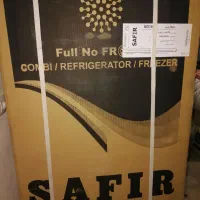 Full No FR
COMBI / REFRIGERATOR / FREEZER
SAFIR
SAFIR